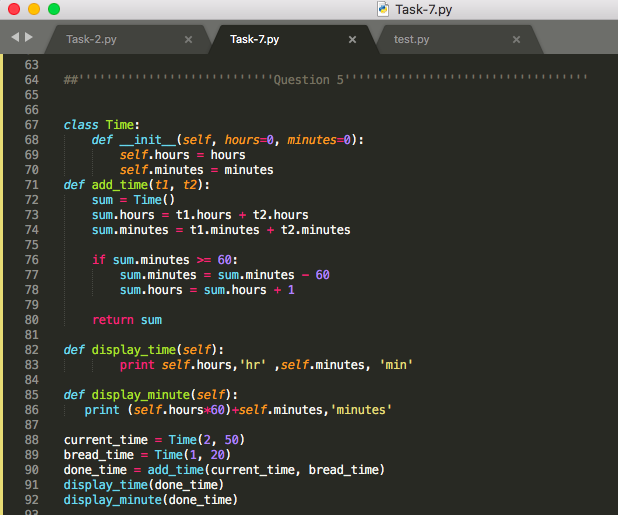 Task-7.py
Task-2.py × Task-7.py × test.py ×
63
64 ##''''''''''''''''''''''''''''Question 5'''''''''''''''''''''''''''''''''''
65
66
67 class Time:
68     def __init__(self, hours=0, minutes=0):
69         self.hours = hours
70         self.minutes = minutes
71 def add_time(t1, t2):
72     sum = Time()
73     sum.hours = t1.hours + t2.hours
74     sum.minutes = t1.minutes + t2.minutes
75
76     if sum.minutes >= 60:
77         sum.minutes = sum.minutes - 60
78         sum.hours = sum.hours + 1
79
80     return sum
81
82 def display_time(self):
83         print self.hours,'hr' ,self.minutes, 'min'
84
85 def display_minute(self):
86    print (self.hours*60)+self.minutes,'minutes'
87
88 current_time = Time(2, 50)
89 bread_time = Time(1, 20)
90 done_time = add_time(current_time, bread_time)
91 display_time(done_time)
92 display_minute(done_time)
93